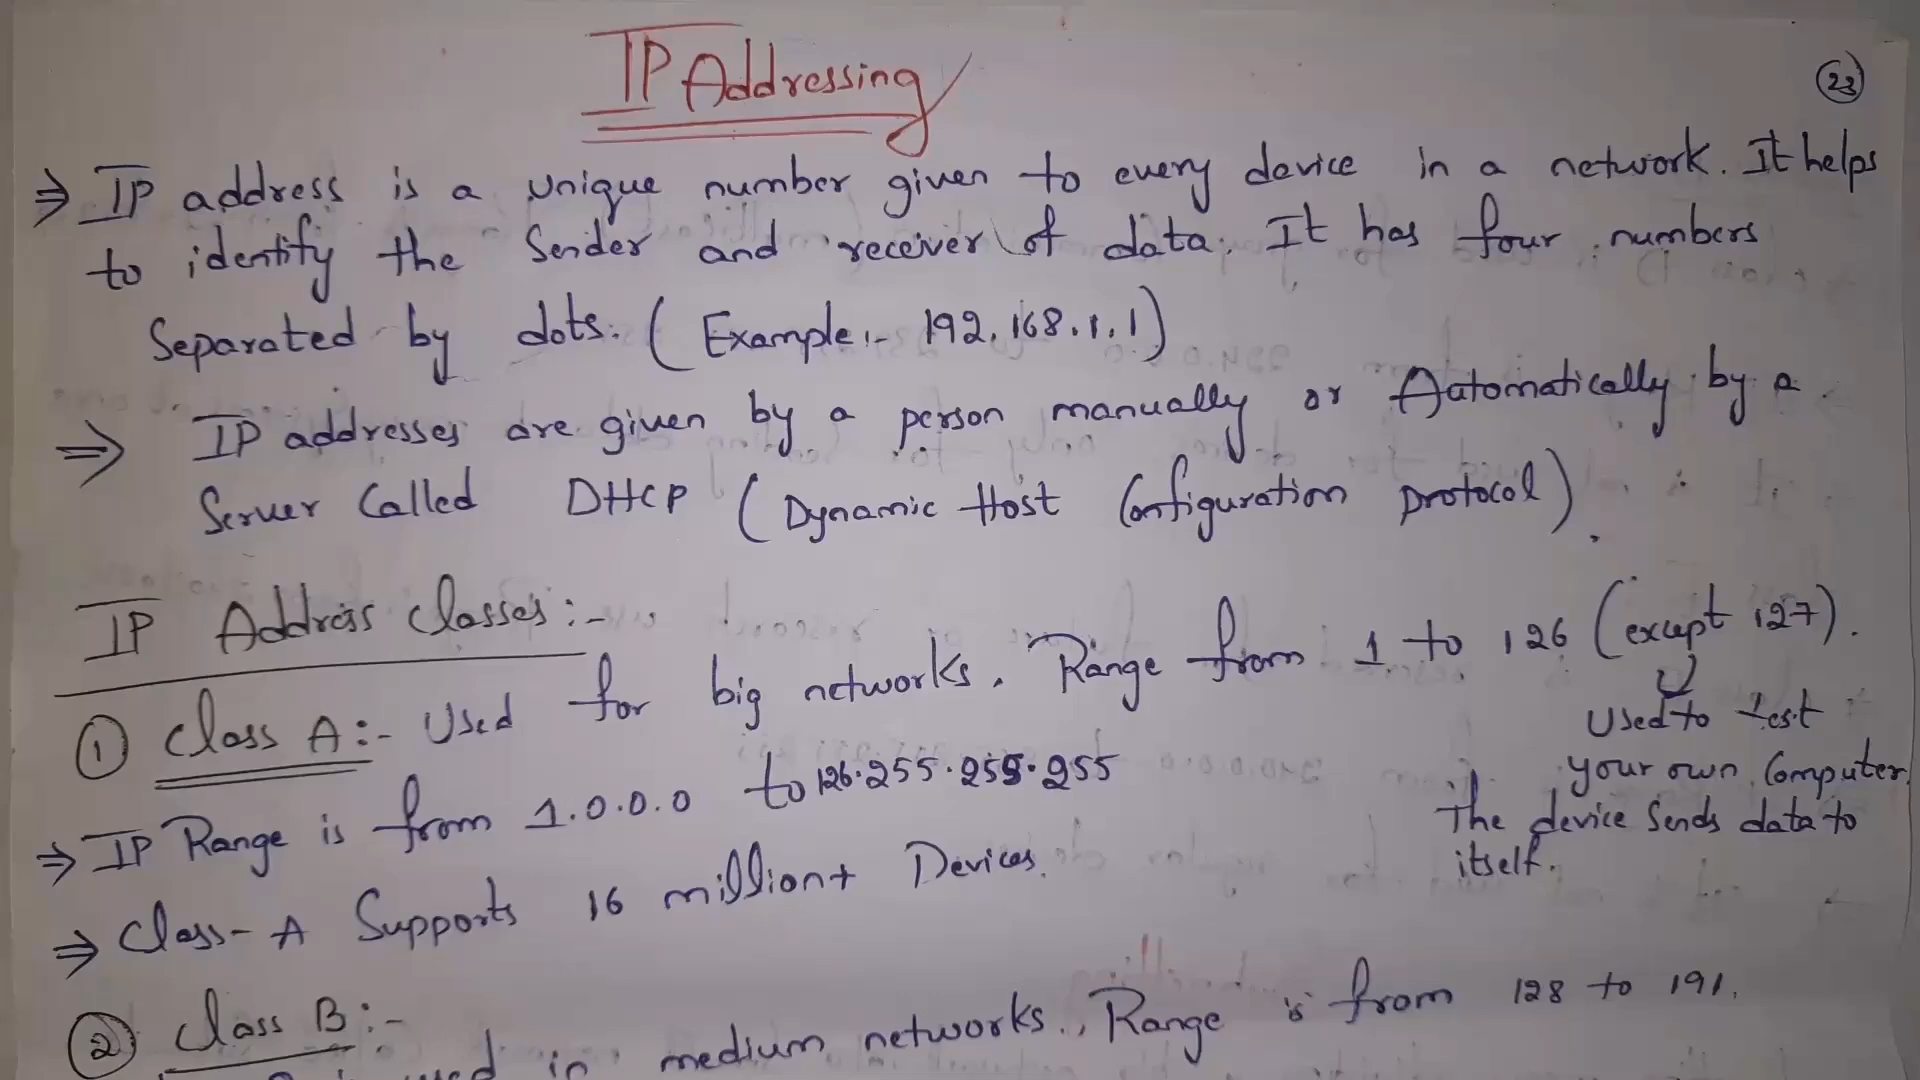 IP Addressing
23
⇒ IP address is a unique number given to every device in a network. It helps
to identify the Sender and receiver of data. It has four numbers
Separated by dots. ( Example :- 192.168.1.1 )
⇒ IP addresses are given by a person manually or Automatically by a
Server Called DHCP ( Dynamic Host Configuration protocol ).
IP Address classes :-
① Class A :- Used for big networks. Range from 1 to 126 (except 127).
Used to test
your own Computer.
The device Sends data to
itself.
⇒ IP Range is from 1.0.0.0 to 126.255.255.255
⇒ Class-A Supports 16 million+ Devices.
② Class B :-
used in medium networks. Range is from 128 to 191.